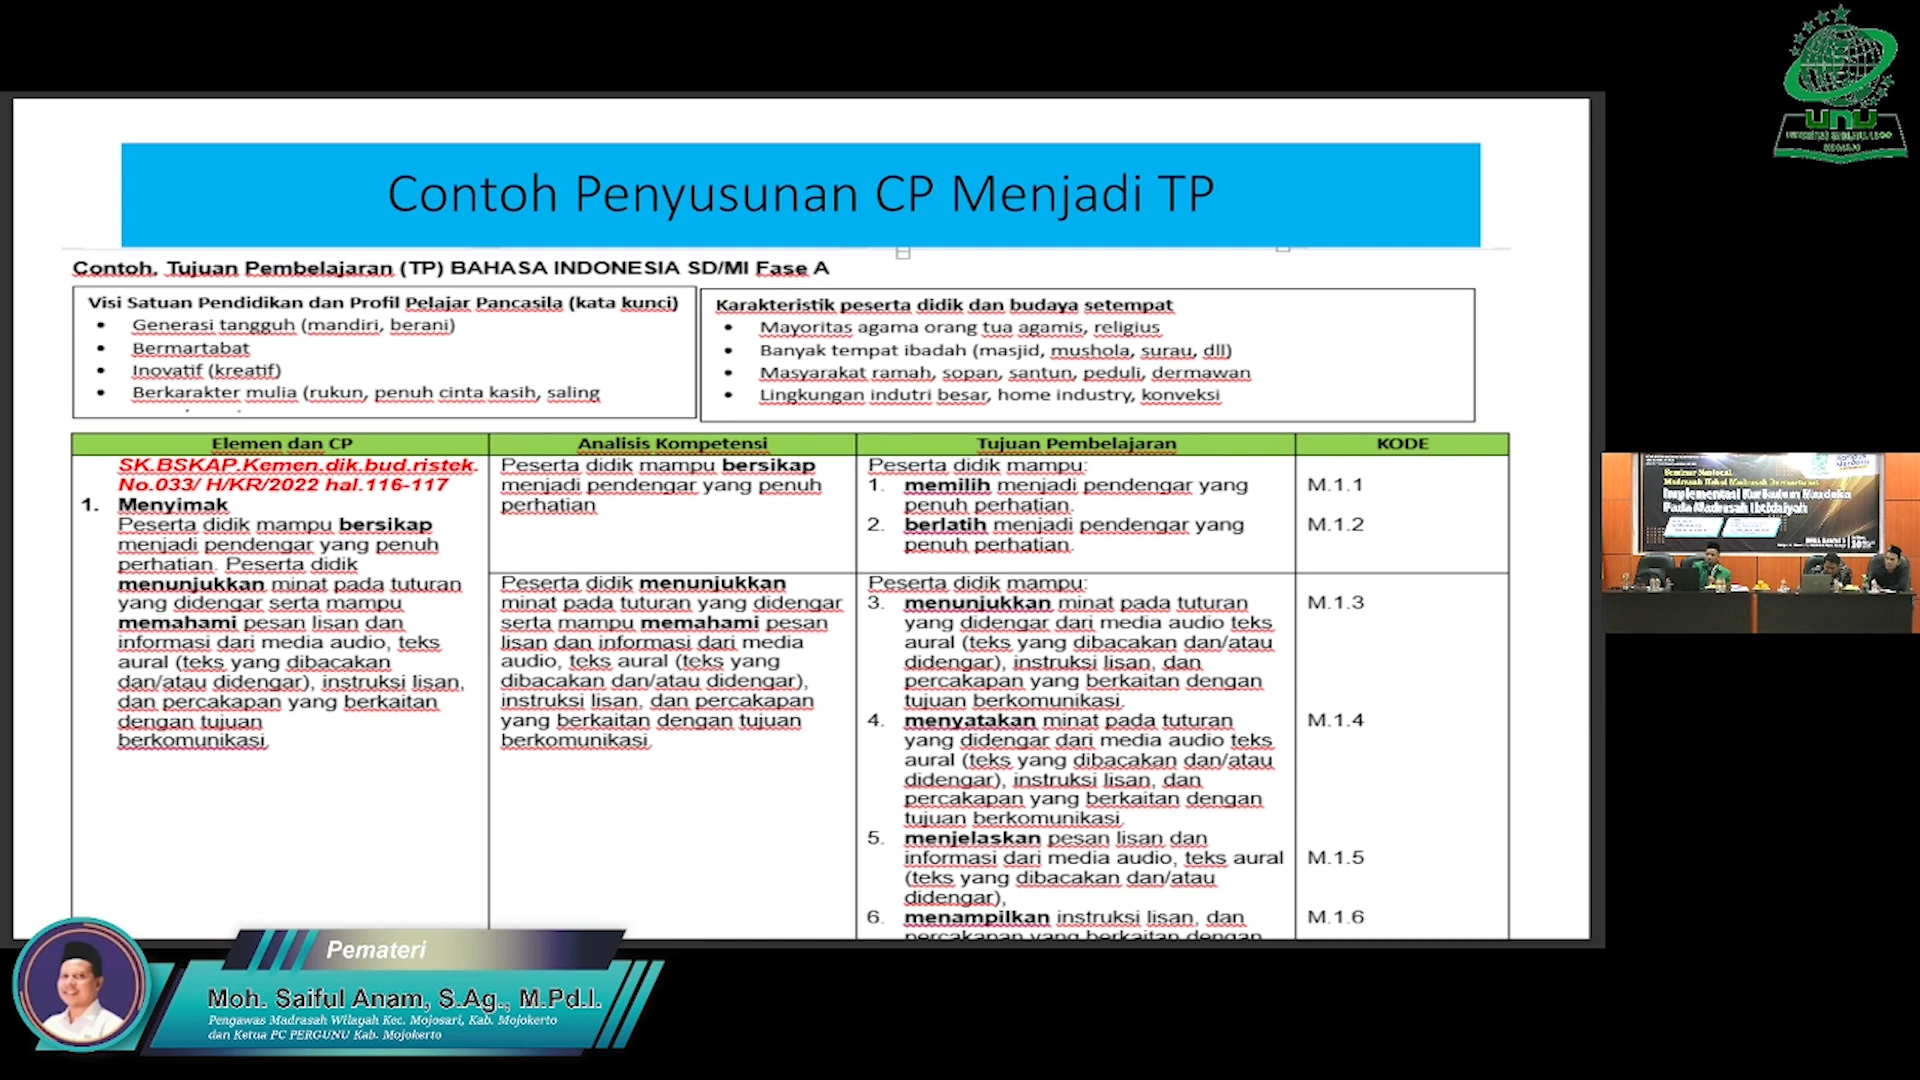 UNU
Contoh Penyusunan CP Menjadi TP
Contoh. Tujuan Pembelajaran (TP) BAHASA INDONESIA SD/MI Fase A
Visi Satuan Pendidikan dan Profil Pelajar Pancasila (kata kunci)
• Generasi tangguh (mandiri, berani)
• Bermartabat
• Inovatif (kreatif)
• Berkarakter mulia (rukun, penuh cinta kasih, saling
Karakteristik peserta didik dan budaya setempat
• Mayoritas agama orang tua agamis, religius
• Banyak tempat ibadah (masjid, mushola, surau, dll)
• Masyarakat ramah, sopan, santun, peduli, dermawan
• Lingkungan indutri besar, home industry, konveksi
Elemen dan CP
SK.BSKAP.Kemen.dik.bud.ristek.
No.033/ H/KR/2022 hal.116-117
1. Menyimak
Peserta didik mampu bersikap
menjadi pendengar yang penuh
perhatian. Peserta didik
menunjukkan minat pada tuturan
yang didengar serta mampu
memahami pesan lisan dan
informasi dari media audio, teks
aural (teks yang dibacakan
dan/atau didengar), instruksi lisan,
dan percakapan yang berkaitan
dengan tujuan
berkomunikasi.
Analisis Kompetensi
Peserta didik mampu bersikap
menjadi pendengar yang penuh
perhatian
Peserta didik menunjukkan
minat pada tuturan yang didengar
serta mampu memahami pesan
lisan dan informasi dari media
audio, teks aural (teks yang
dibacakan dan/atau didengar),
instruksi lisan, dan percakapan
yang berkaitan dengan tujuan
berkomunikasi.
Tujuan Pembelajaran
KODE
Peserta didik mampu:
1. memilih menjadi pendengar yang
penuh perhatian.
M.1.1
2. berlatih menjadi pendengar yang
penuh perhatian.
M.1.2
Peserta didik mampu:
3. menunjukkan minat pada tuturan
yang didengar dari media audio teks
aural (teks yang dibacakan dan/atau
didengar), instruksi lisan, dan
percakapan yang berkaitan dengan
tujuan berkomunikasi.
M.1.3
4. menyatakan minat pada tuturan
yang didengar dari media audio teks
aural (teks yang dibacakan dan/atau
didengar), instruksi lisan, dan
percakapan yang berkaitan dengan
tujuan berkomunikasi.
M.1.4
5. menjelaskan pesan lisan dan
informasi dari media audio, teks aural
(teks yang dibacakan dan/atau
didengar),
M.1.5
6. menampilkan instruksi lisan, dan
percakapan yang berkaitan dengan
M.1.6
Seminar Nasional
Implementasi Kurikulum Merdeka
Pada Madrasah Ibtidaiyah
Pemateri
Moh. Saiful Anam, S.Ag., M.Pd.I.
Pengawas Madrasah Wilayah Kec. Mojosari, Kab. Mojokerto
dan Ketua PC PERGUNU Kab. Mojokerto